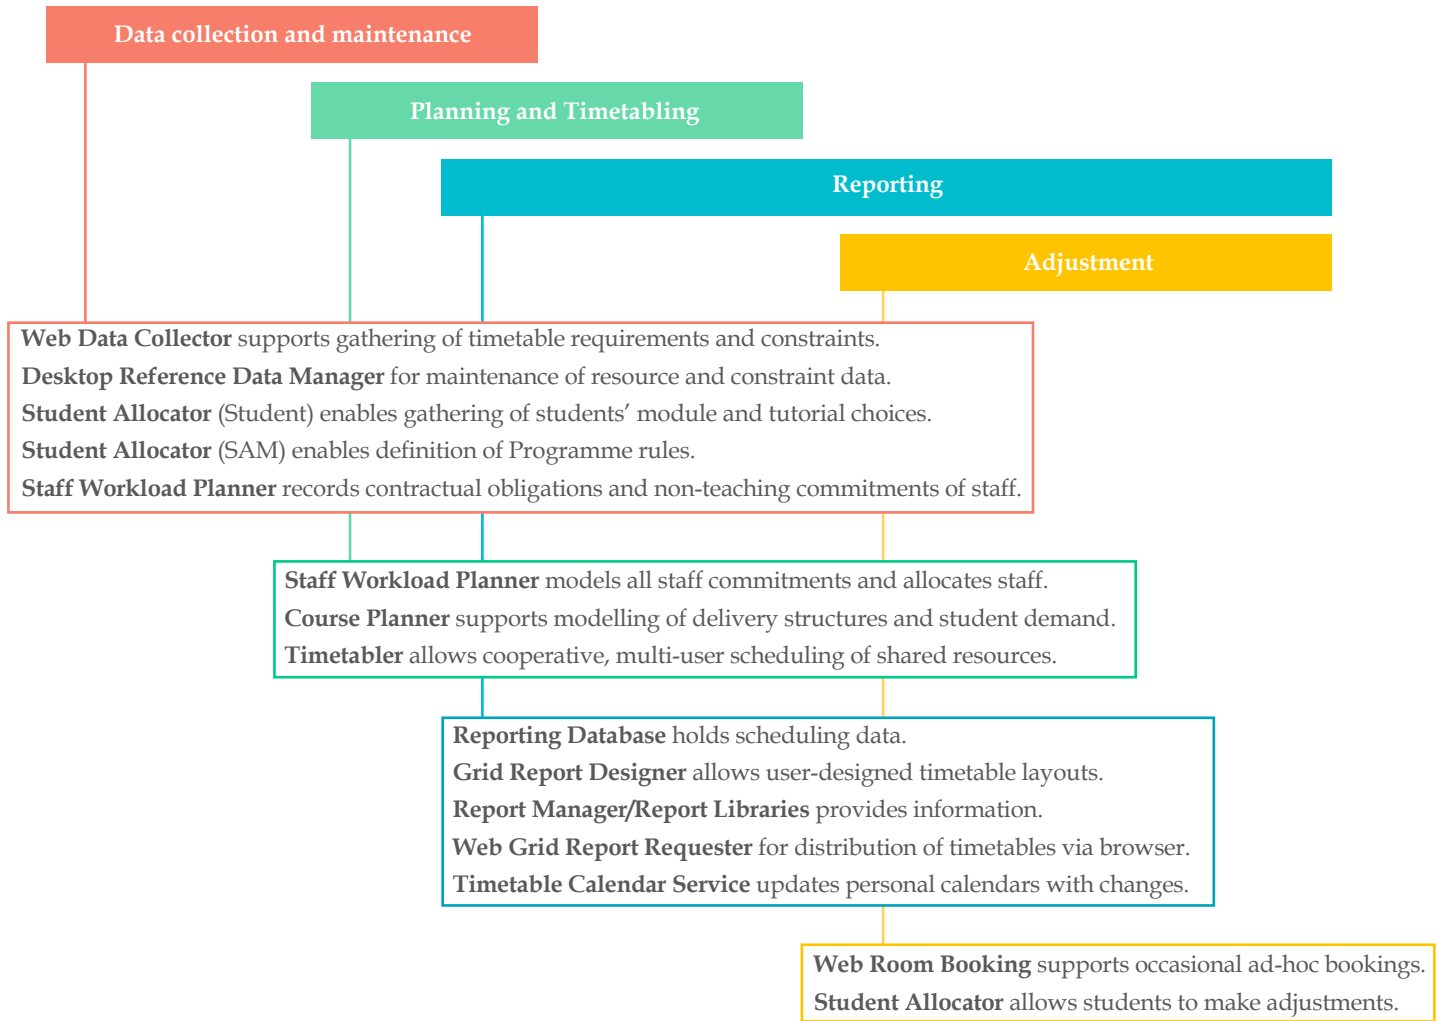 Data collection and maintenance
Planning and Timetabling
Reporting
Adjustment
Web Data Collector supports gathering of timetable requirements and constraints.
Desktop Reference Data Manager for maintenance of resource and constraint data.
Student Allocator (Student) enables gathering of students’ module and tutorial choices.
Student Allocator (SAM) enables definition of Programme rules.
Staff Workload Planner records contractual obligations and non-teaching commitments of staff.
Staff Workload Planner models all staff commitments and allocates staff.
Course Planner supports modelling of delivery structures and student demand.
Timetabler allows cooperative, multi-user scheduling of shared resources.
Reporting Database holds scheduling data.
Grid Report Designer allows user-designed timetable layouts.
Report Manager/Report Libraries provides information.
Web Grid Report Requester for distribution of timetables via browser.
Timetable Calendar Service updates personal calendars with changes.
Web Room Booking supports occasional ad-hoc bookings.
Student Allocator allows students to make adjustments.